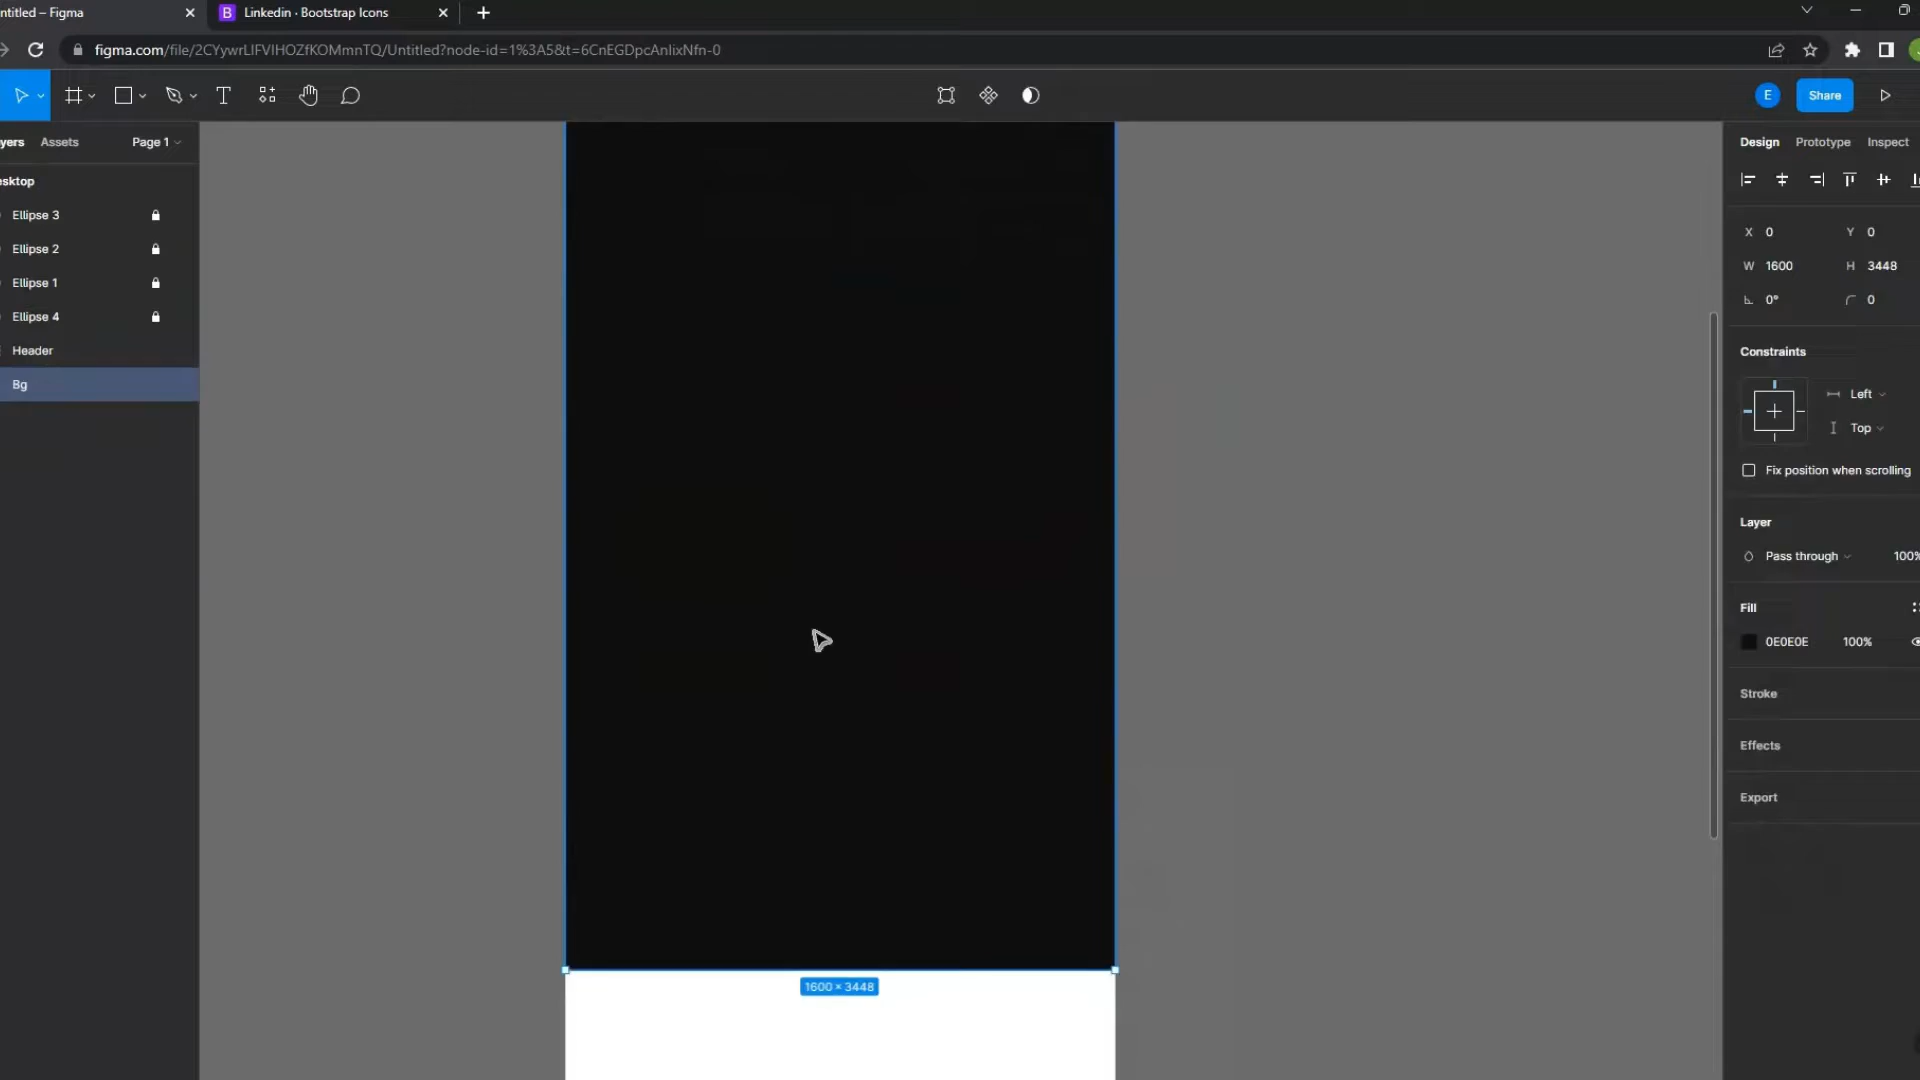 ntitled – Figma
Linkedin · Bootstrap Icons
figma.com/file/2CYywrLIFVIHOZfKOMmnTQ/Untitled?node-id=1%3A5&t=6CnEGDpcAnlixNfn-0
E
Share
yers
Assets
Page 1
Design
Prototype
Inspect
esktop
Ellipse 3
X 0
Y 0
Ellipse 2
W 1600
H 3448
Ellipse 1
0°
0
Ellipse 4
Header
Constraints
Bg
Left
Top
Fix position when scrolling
Layer
Pass through
100%
Fill
0E0E0E
100%
Stroke
Effects
Export
1600 × 3448